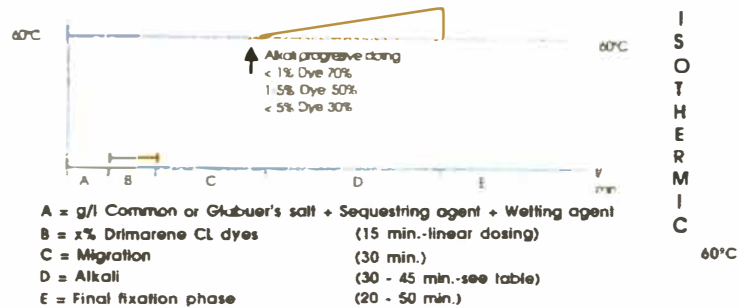 60°C
60°C
Alkali progressive dosing
< 1% Dye 70%
1-5% Dye 50%
< 5% Dye 30%
A B C D E
min.
A = g/l Common or Glubuer's salt + Sequestring agent + Wetting agent
B = x% Drimarene CL dyes (15 min.-linear dosing)
C = Migration (30 min.)
D = Alkali (30 - 45 min.-see table)
E = Final fixation phase (20 - 50 min.)
ISOTHERMIC
60°C